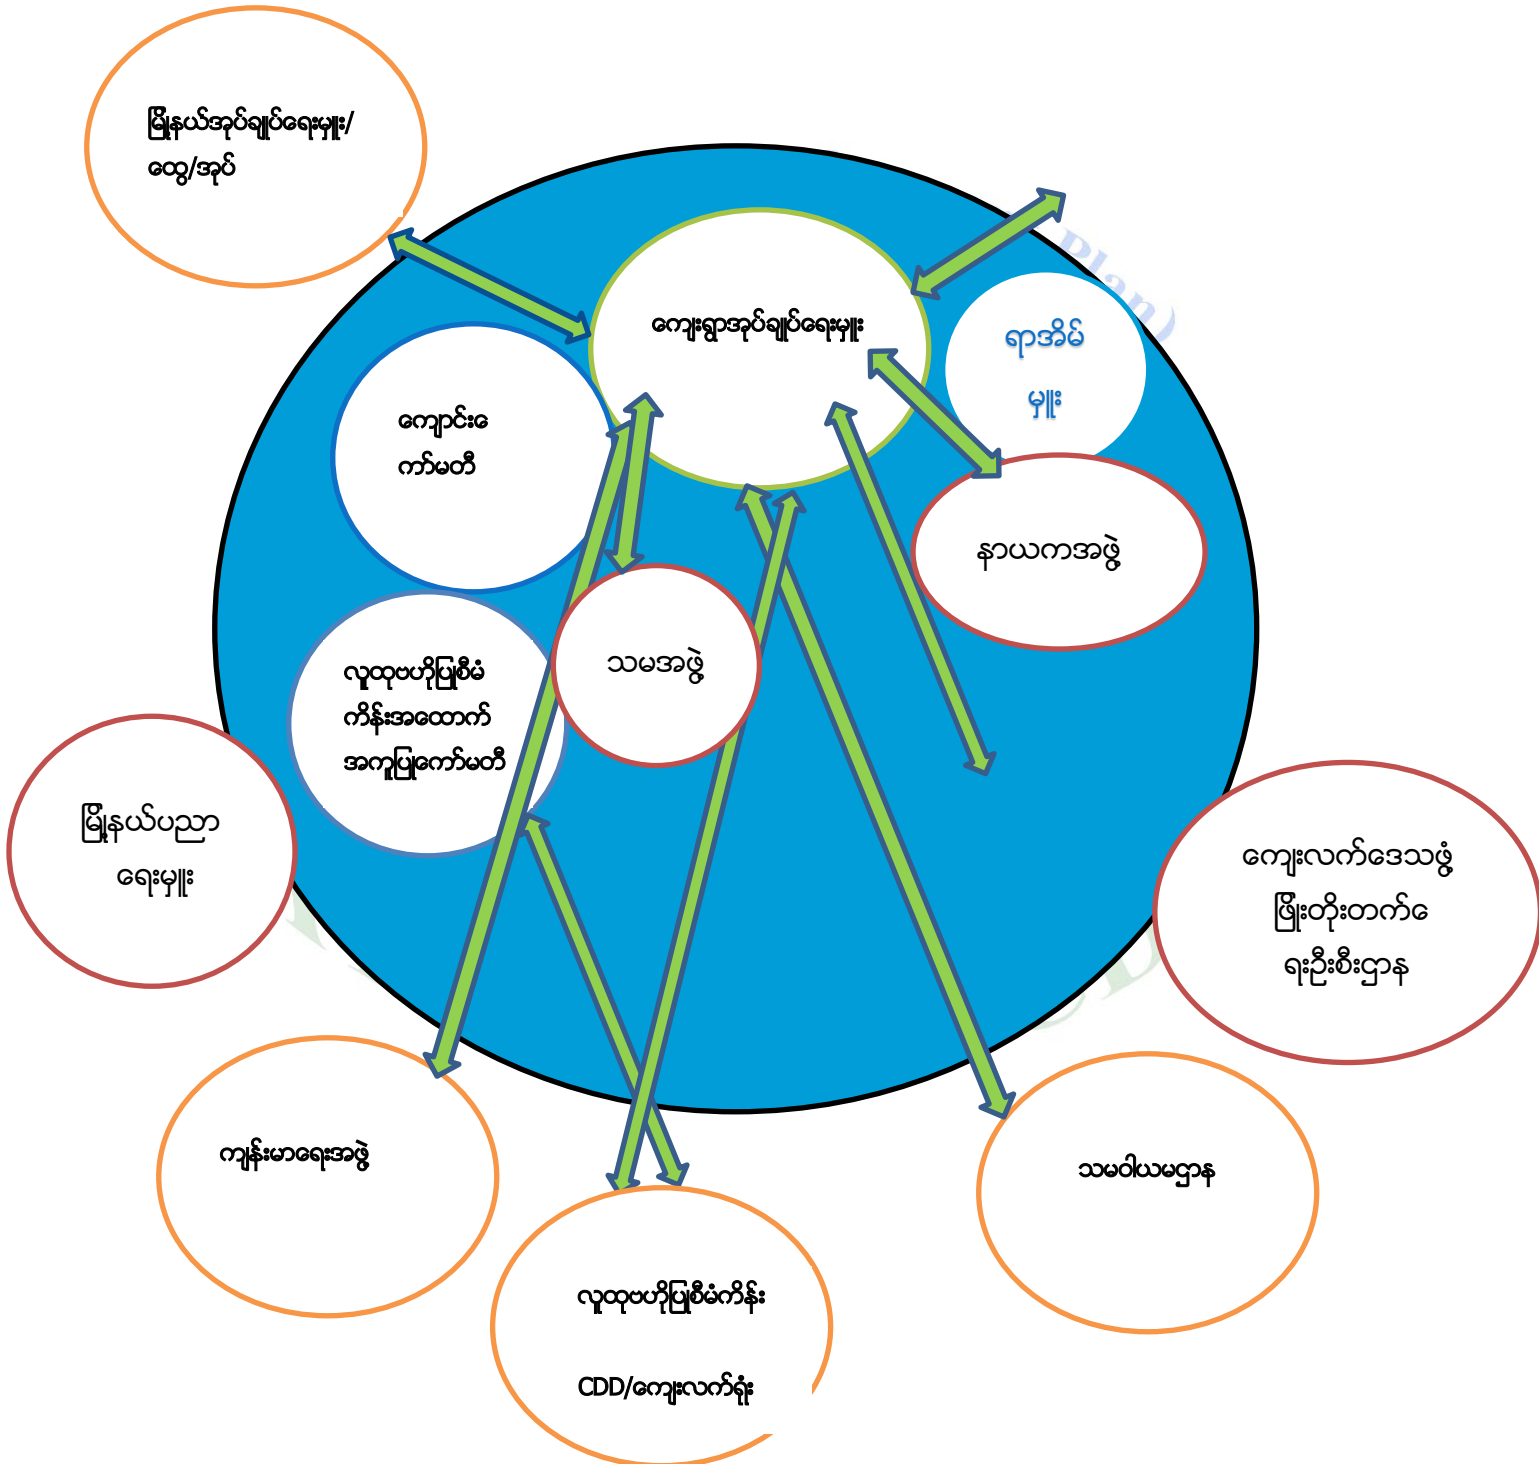 မြို့နယ်အုပ်ချုပ်ရေးမှူး/
ထွေ/အုပ်
Plan)
ကျေးရွာအုပ်ချုပ်ရေးမှူး
ရာအိမ်
မှူး
ကျောင်းေ
ကာ်မတီ
နာယကအဖွဲ့
သမအဖွဲ့
လူထုဗဟိုပြုစီမံ
ကိန်းအထောက်
အကူပြုကော်မတီ
မြို့နယ်ပညာ
ရေးမှူး
ကျေးလက်ဒေသဖွံ့
ဖြိုးတိုးတက်ေ
ရးဦးစီးဌာန
ကျန်းမာရေးအဖွဲ့
သမဝါယမဌာန
လူထုဗဟိုပြုစီမံကိန်း
CDD/ကျေးလက်ရုံး